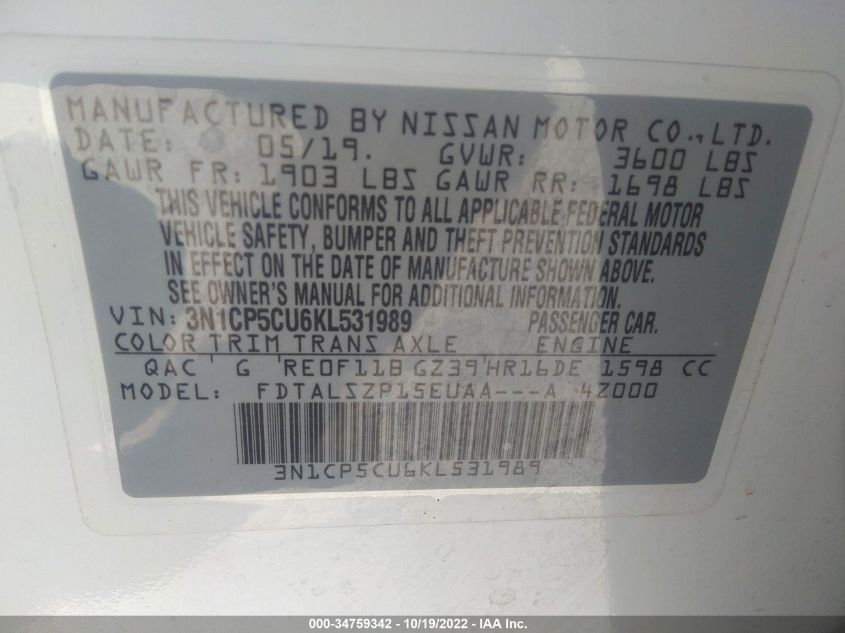 MANUFACTURED BY NISSAN MOTOR CO., LTD.
DATE: 05/19. GVWR: 3600 LBS
GAWR FR: 1903 LBS GAWR RR: 1698 LBS
THIS VEHICLE CONFORMS TO ALL APPLICABLE FEDERAL MOTOR
VEHICLE SAFETY, BUMPER AND THEFT PREVENTION STANDARDS
IN EFFECT ON THE DATE OF MANUFACTURE SHOWN ABOVE.
SEE OWNER'S MANUAL FOR ADDITIONAL INFORMATION.
VIN: 3N1CP5CU6KL531989 PASSENGER CAR.
COLOR TRIM TRANS AXLE ENGINE
QAC ' G ' RE0F11B GZ39 ' HR16DE 1598 CC
MODEL: FDTALSZP15EUAA---A 4Z000
3N1CP5CU6KL531989
000-34759342 - 10/19/2022 - IAA Inc.